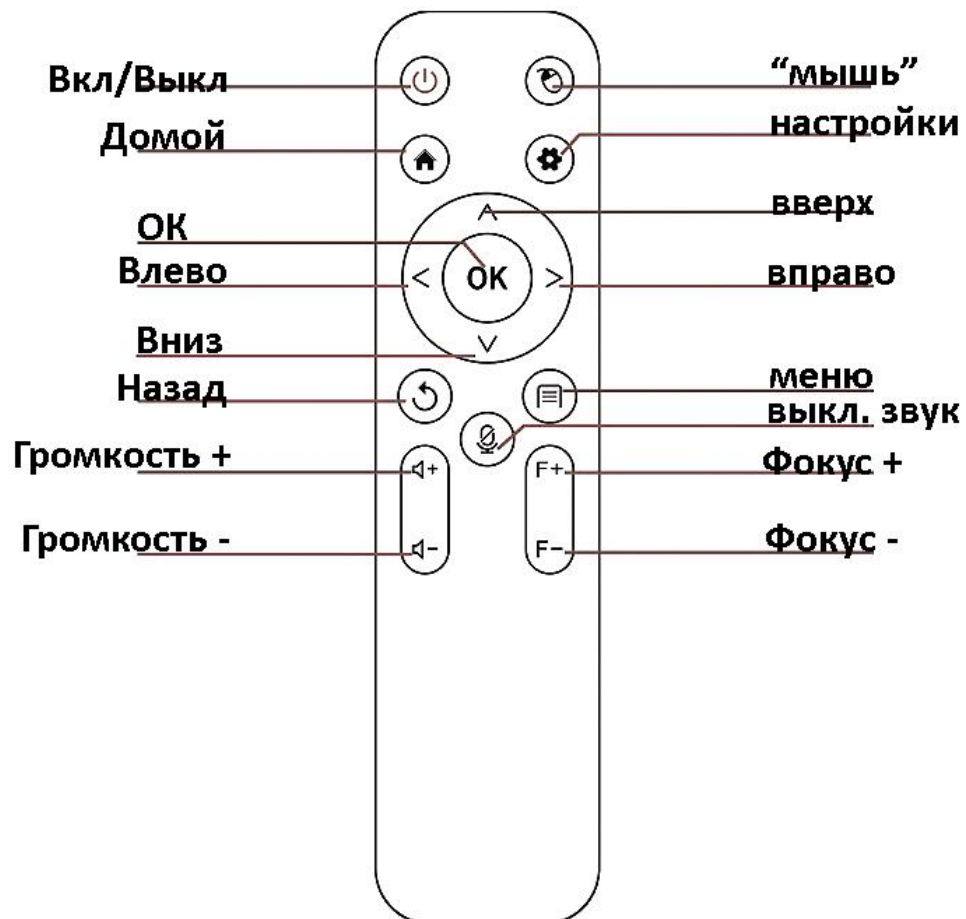 Вкл/Выкл
“мышь”
Домой
настройки
вверх
ОК
Влево
OK
вправо
Вниз
Назад
меню
выкл. звук
Громкость +
+
F+
Фокус +
Громкость -
-
F-
Фокус -